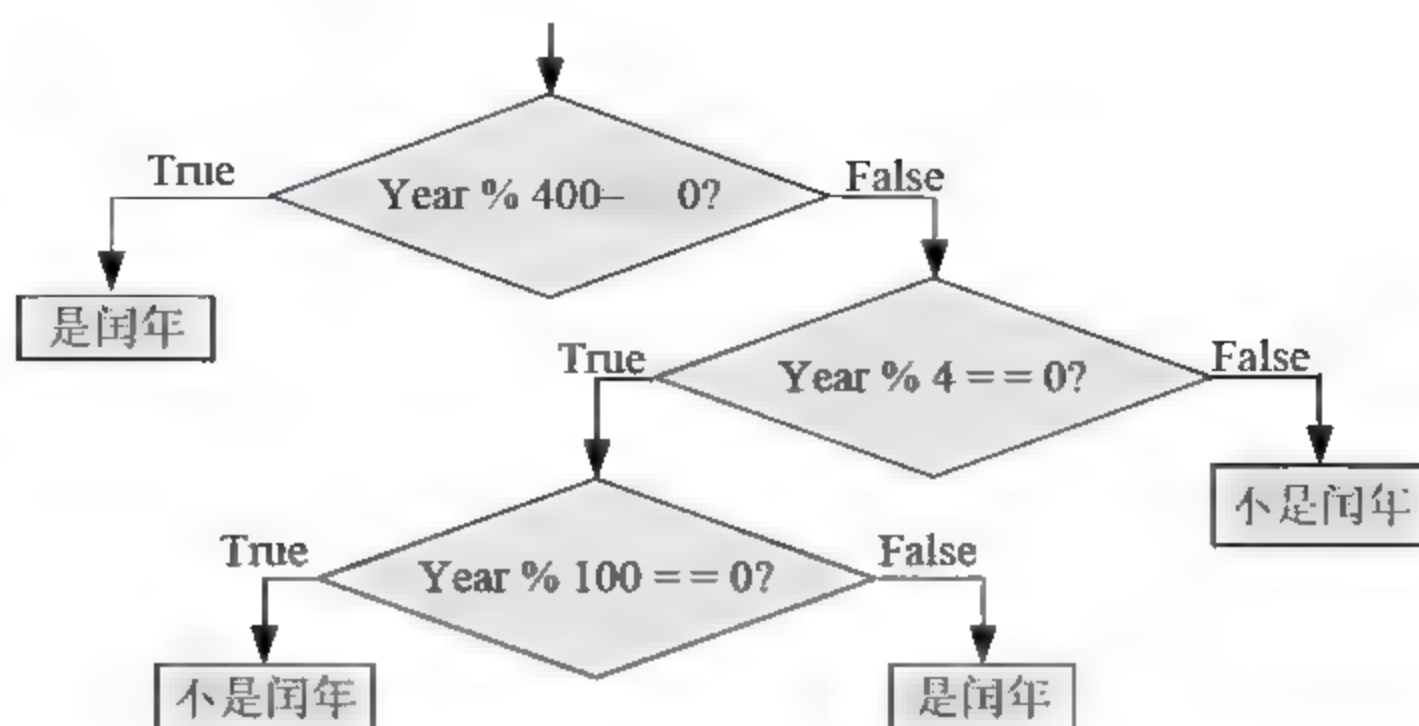 True
False
Year % 400– 0?
是闰年
True
False
Year % 4 = = 0?
不是闰年
True
False
Year % 100 = = 0?
不是闰年
是闰年